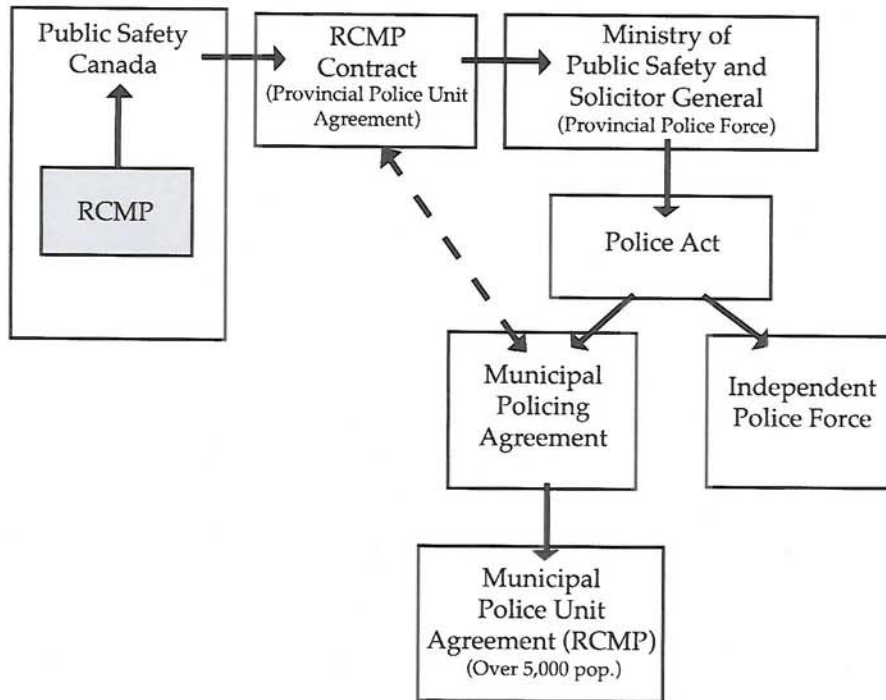 Public Safety
Canada
RCMP
RCMP
Contract
(Provincial Police Unit
Agreement)
Ministry of
Public Safety and
Solicitor General
(Provincial Police Force)
Police Act
Municipal
Policing
Agreement
Independent
Police Force
Municipal
Police Unit
Agreement (RCMP)
(Over 5,000 pop.)